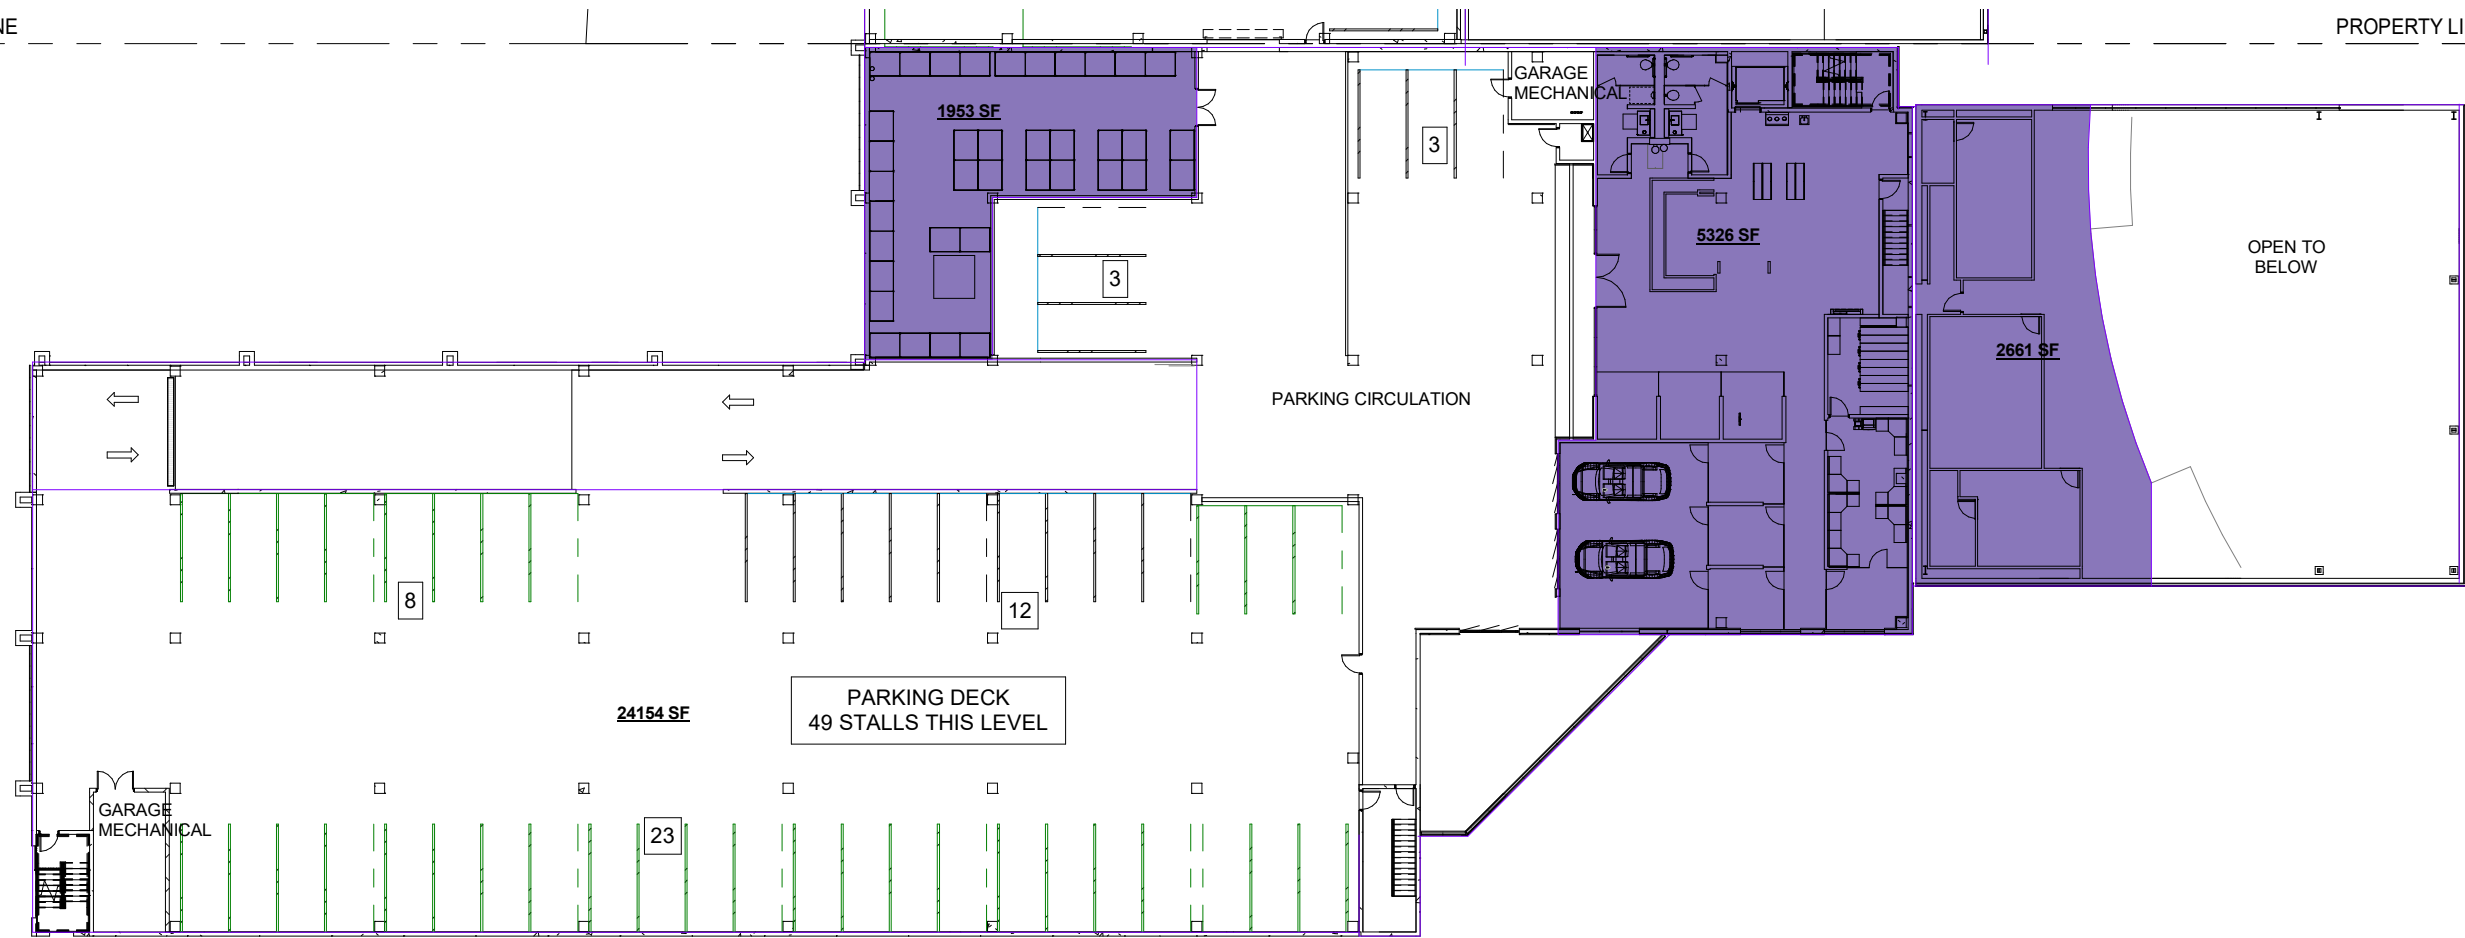 NE
PROPERTY LI
GARAGE
MECHANICAL
1953 SF
3
5326 SF
OPEN TO
BELOW
3
2661 SF
PARKING CIRCULATION
8
12
PARKING DECK
49 STALLS THIS LEVEL
24154 SF
GARAGE
MECHANICAL
23